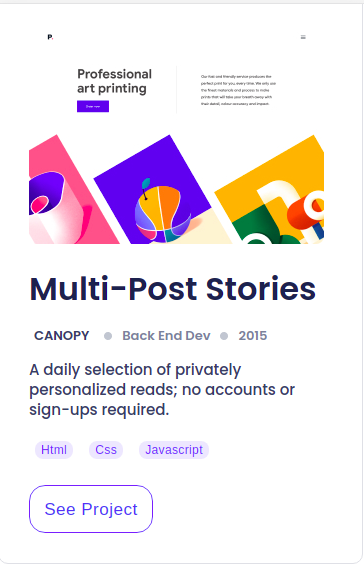 P.
Professional
art printing
Our kind and friendly service produces the
perfect print for you, every time. We only use
the finest materials and process to make
prints that will take your breath away with
their detail, colour accuracy and impact.
Multi-Post Stories
CANOPY Back End Dev 2015
A daily selection of privately
personalized reads; no accounts or
sign-ups required.
Html Css Javascript
See Project